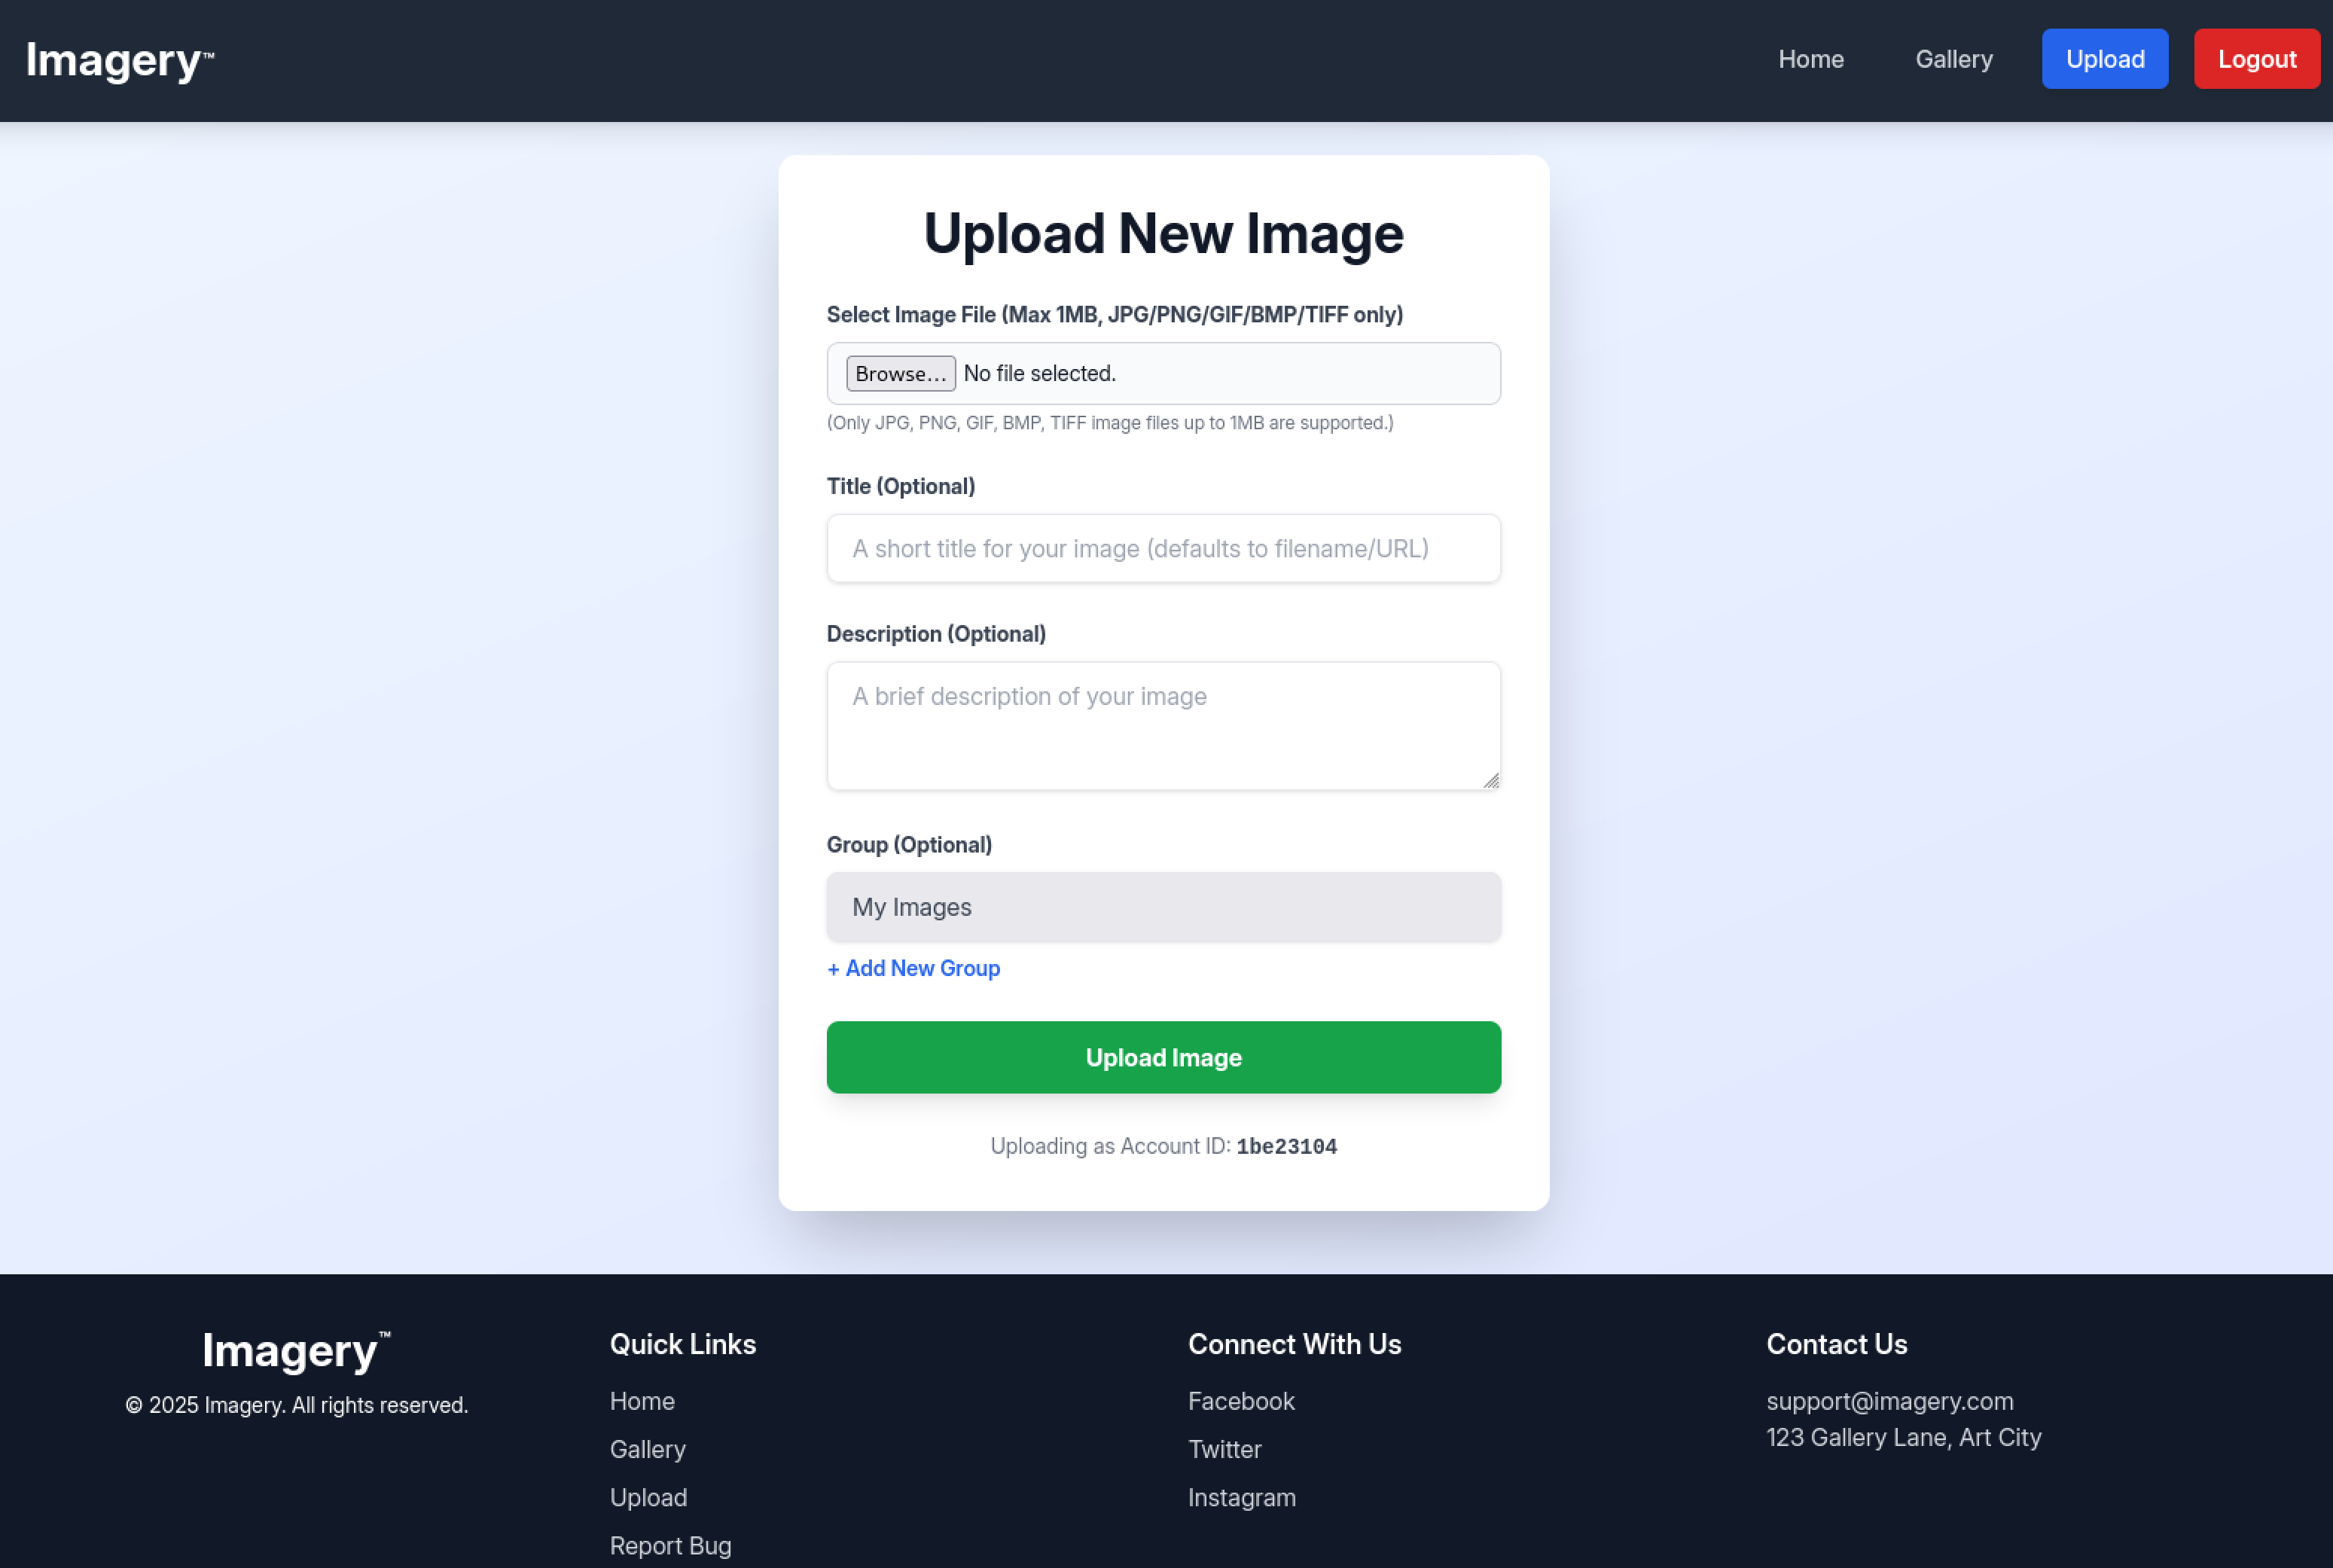 Imagery™
Home
Gallery
Upload
Logout
Upload New Image
Select Image File (Max 1MB, JPG/PNG/GIF/BMP/TIFF only)
Browse... No file selected.
(Only JPG, PNG, GIF, BMP, TIFF image files up to 1MB are supported.)
Title (Optional)
A short title for your image (defaults to filename/URL)
Description (Optional)
A brief description of your image
Group (Optional)
My Images
+ Add New Group
Upload Image
Uploading as Account ID: 1be23104
Imagery™
© 2025 Imagery. All rights reserved.
Quick Links
Home
Gallery
Upload
Report Bug
Connect With Us
Facebook
Twitter
Instagram
Contact Us
support@imagery.com
123 Gallery Lane, Art City